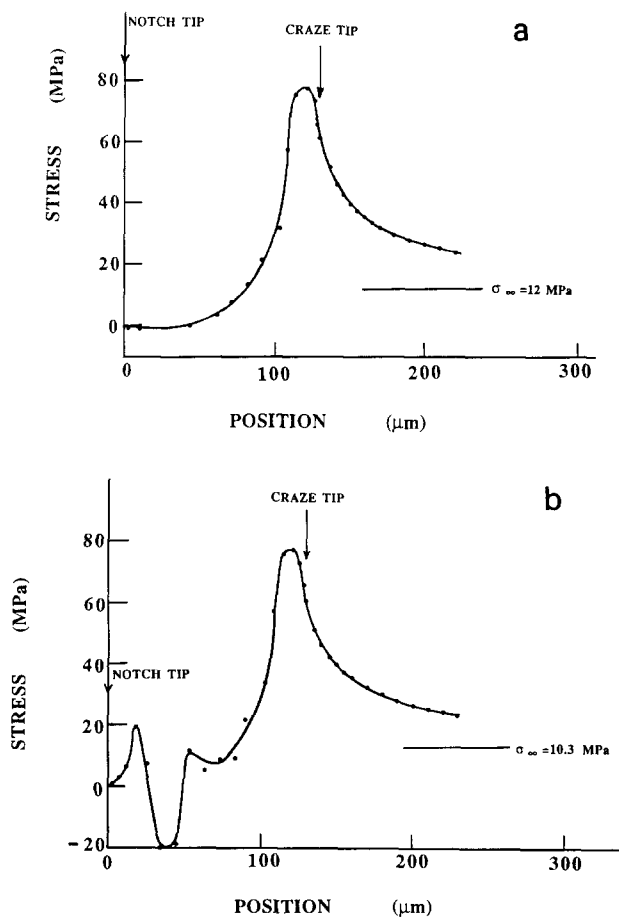 NOTCH TIP
CRAZE TIP
a
STRESS (MPa)
80
60
40
20
0
σ ∞ =12 MPa
0
100
200
300
POSITION (μm)
b
CRAZE TIP
STRESS (MPa)
80
60
40
NOTCH TIP
20
0
σ ∞ =10.3 MPa
-20
0
100
200
300
POSITION (μm)